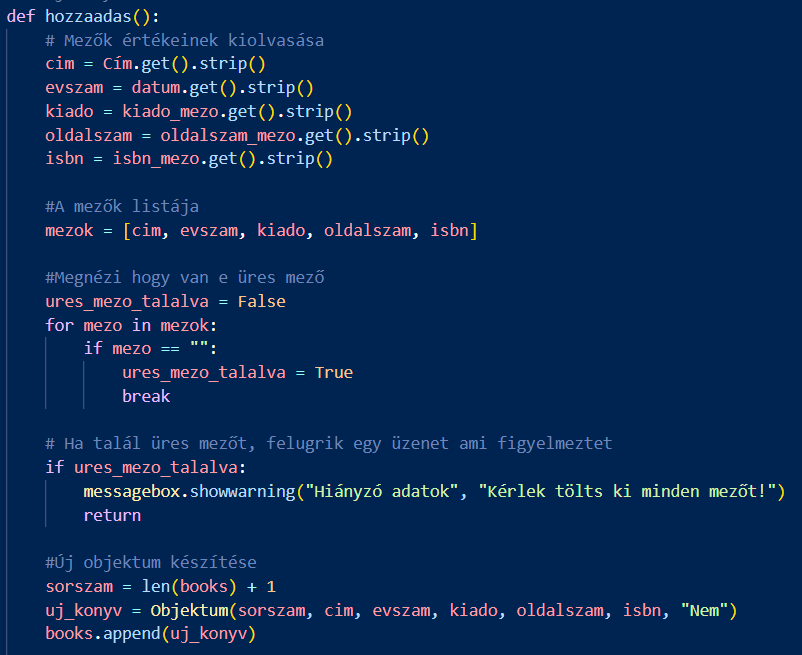 def hozzaadas():
    # Mezők értékeinek kiolvasása
    cim = Cím.get().strip()
    evszam = datum.get().strip()
    kiado = kiado_mezo.get().strip()
    oldalszam = oldalszam_mezo.get().strip()
    isbn = isbn_mezo.get().strip()
    #A mezők listája
    mezok = [cim, evszam, kiado, oldalszam, isbn]
    #Megnézi hogy van e üres mező
    ures_mezo_talalva = False
    for mezo in mezok:
        if mezo == "":
            ures_mezo_talalva = True
            break
    # Ha talál üres mezőt, felugrik egy üzenet ami figyelmeztet
    if ures_mezo_talalva:
        messagebox.showwarning("Hiányzó adatok", "Kérlek tölts ki minden mezőt!")
        return
    #Új objektum készítése
    sorszam = len(books) + 1
    uj_konyv = Objektum(sorszam, cim, evszam, kiado, oldalszam, isbn, "Nem")
    books.append(uj_konyv)